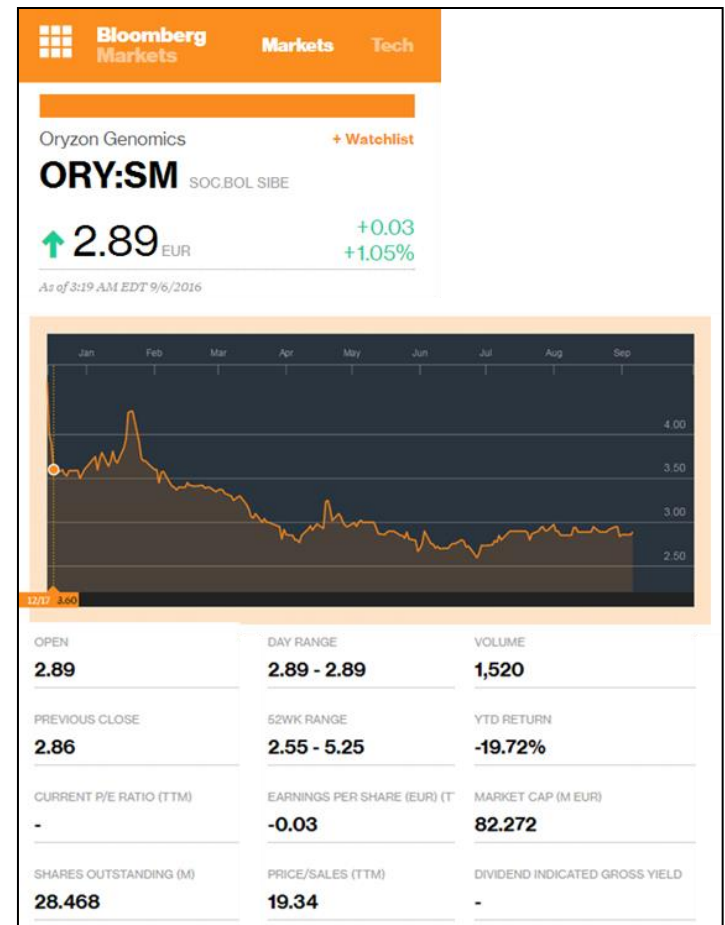 Bloomberg
Markets
Markets Tech
Oryzon Genomics + Watchlist
ORY:SM SOC.BOL SIBE
2.89 EUR
+0.03
+1.05%
As of 3:19 AM EDT 9/6/2016
Jan Feb Mar Apr May Jun Jul Aug Sep
4.00
3.50
3.00
2.50
12/17 3.60
OPEN DAY RANGE VOLUME
2.89 2.89 - 2.89 1,520
PREVIOUS CLOSE 52WK RANGE YTD RETURN
2.86 2.55 - 5.25 -19.72%
CURRENT P/E RATIO (TTM) EARNINGS PER SHARE (EUR) (T MARKET CAP (M EUR)
- -0.03 82.272
SHARES OUTSTANDING (M) PRICE/SALES (TTM) DIVIDEND INDICATED GROSS YIELD
28.468 19.34 -